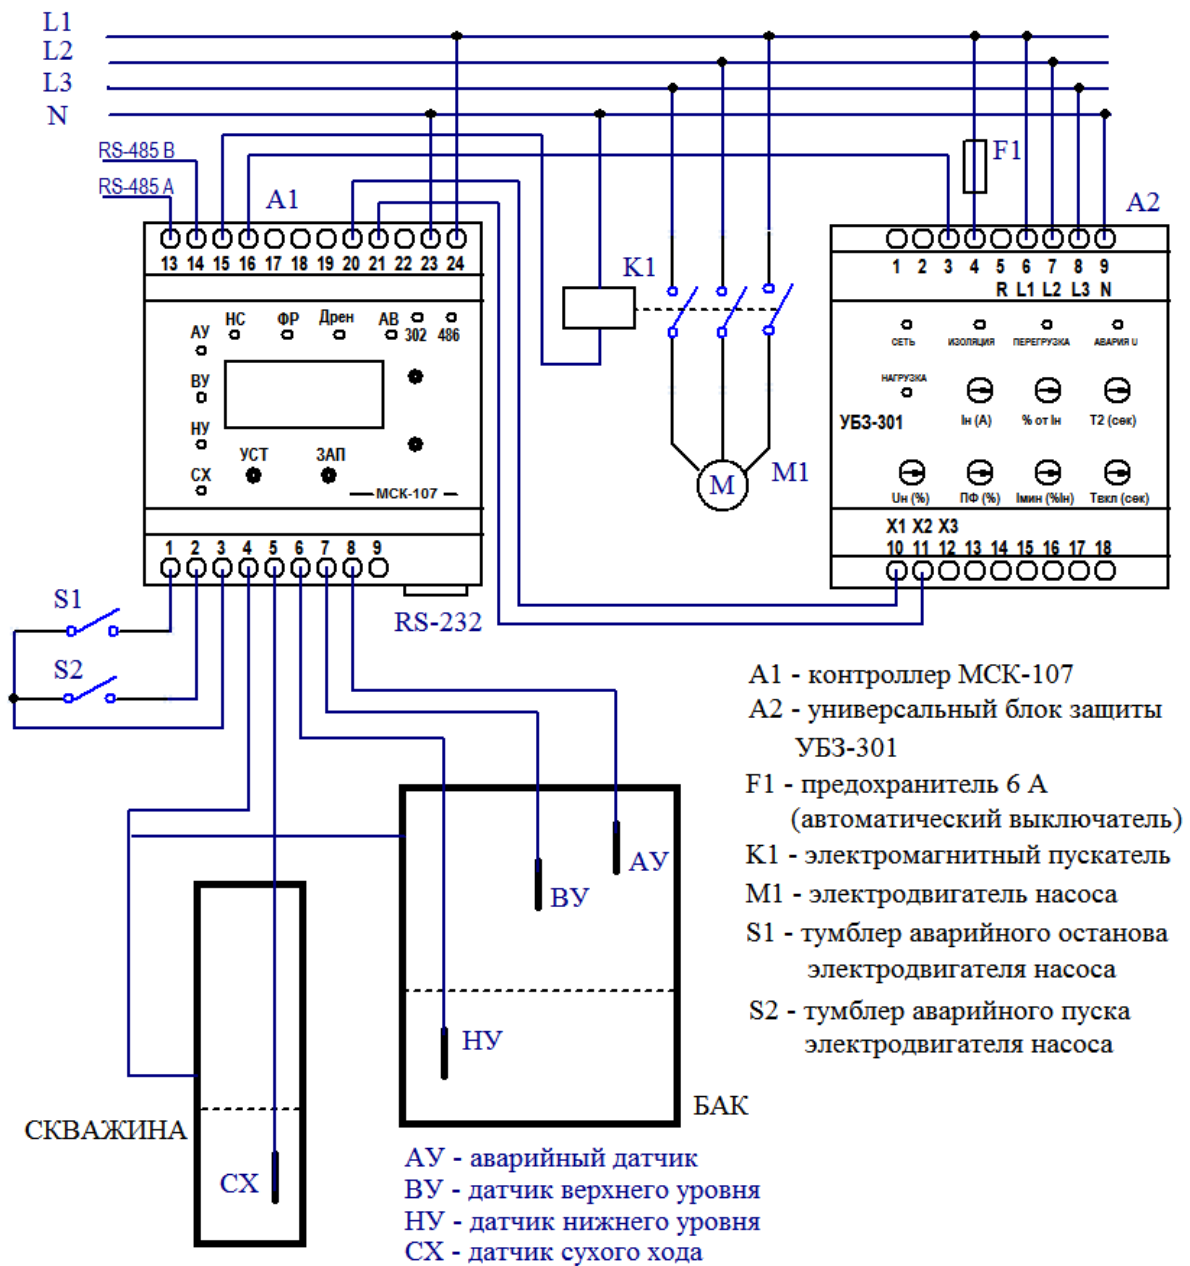 L1
L2
L3
N
RS-485 B
RS-485 A
A1
F1
A2
K1
13 14 15 16 17 18 19 20 21 22 23 24
1 2 3 4 5 6 7 8 9
R L1 L2 L3 N
АУ НС ФР Дрен АВ 302 486
ВУ
НУ
СХ
УСТ ЗАП
МСК-107
СЕТЬ ИЗОЛЯЦИЯ ПЕРЕГРУЗКА АВАРИЯ U
НАГРУЗКА
УБЗ-301 Iн (А) % от Iн Т2 (сек)
Uн (%) ПФ (%) Iмин (%Iн) Твкл (сек)
M M1
X1 X2 X3
10 11 12 13 14 15 16 17 18
1 2 3 4 5 6 7 8 9
RS-232
S1
S2
A1 - контроллер МСК-107
A2 - универсальный блок защиты
УБЗ-301
F1 - предохранитель 6 А
(автоматический выключатель)
K1 - электромагнитный пускатель
M1 - электродвигатель насоса
S1 - тумблер аварийного останова
электродвигателя насоса
S2 - тумблер аварийного пуска
электродвигателя насоса
АУ
ВУ
НУ
БАК
СКВАЖИНА
СХ
АУ - аварийный датчик
ВУ - датчик верхнего уровня
НУ - датчик нижнего уровня
СХ - датчик сухого хода